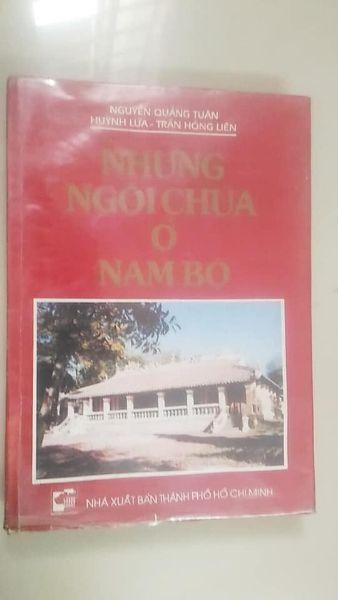 NGUYỄN QUẢNG TUÂN
HUỲNH LỨA - TRẦN HỒNG LIÊN
NHỮNG
NGÔI CHÙA
Ở
NAM BỘ
NHÀ XUẤT BẢN THÀNH PHỐ HỒ CHÍ MINH